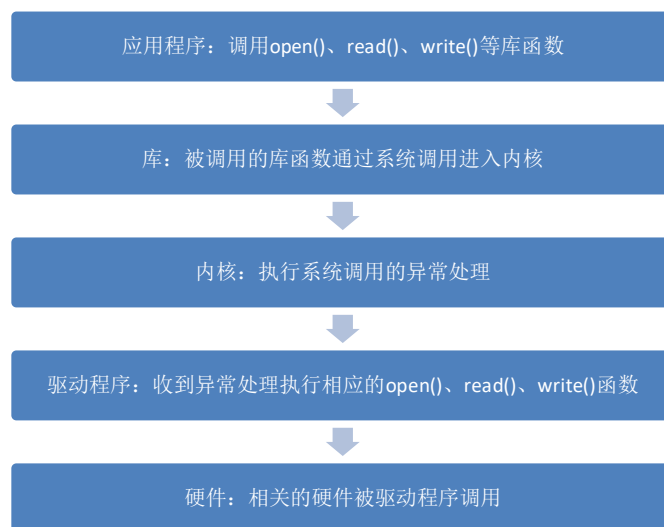 应用程序：调用open()、read()、write()等库函数
库：被调用的库函数通过系统调用进入内核
内核：执行系统调用的异常处理
驱动程序：收到异常处理执行相应的open()、read()、write()函数
硬件：相关的硬件被驱动程序调用